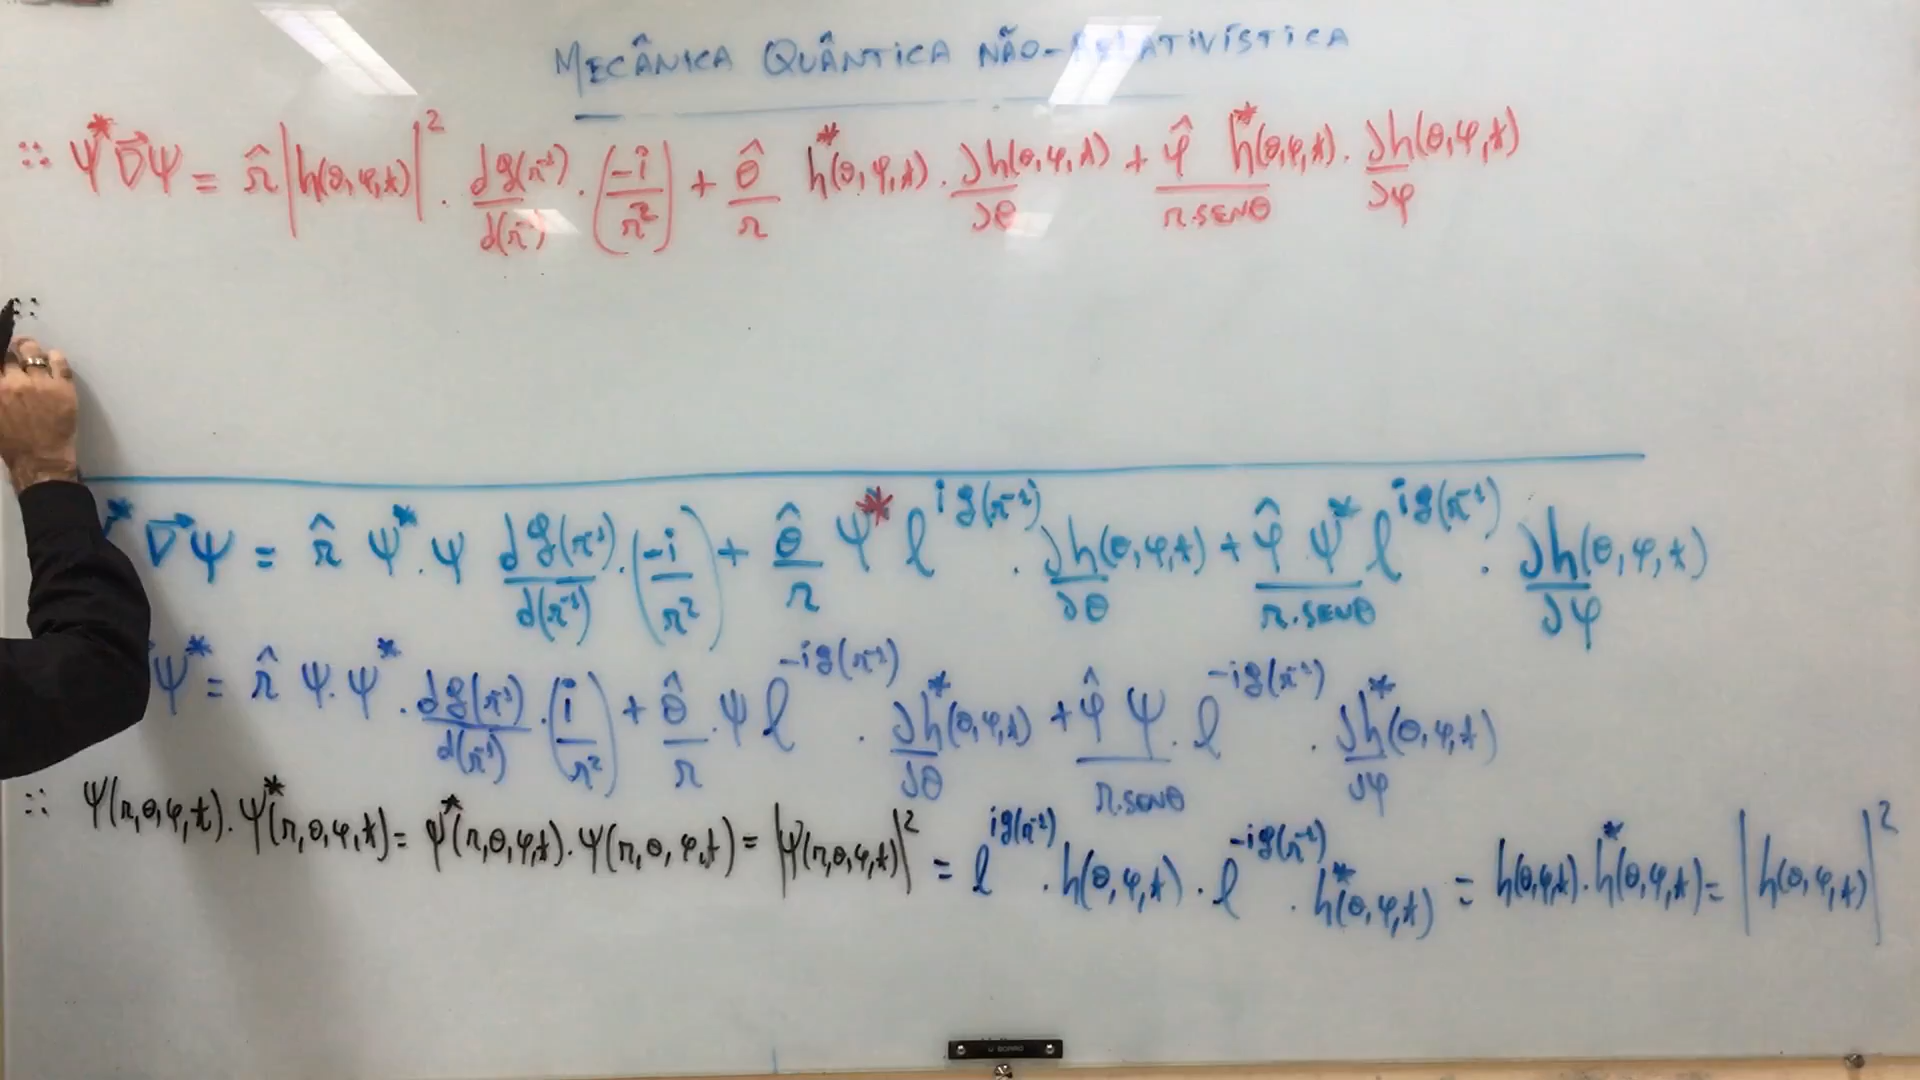 MECÂNICA QUÂNTICA NÃO-RELATIVÍSTICA
∴ ψ* ∇⃗ψ = r̂ |h(θ,φ,t)|² · dg(r⁻¹)/d(r⁻¹) · (-i/r²) + θ̂/r h*(θ,φ,t) · ∂h(θ,φ,t)/∂θ + φ̂/(r.SENθ) h*(θ,φ,t) · ∂h(θ,φ,t)/∂φ
∴
* ∇⃗ψ = r̂ ψ*.ψ dg(r⁻¹)/d(r⁻¹) · (-i/r²) + θ̂/r ψ* e^{ig(r⁻¹)} · ∂h(θ,φ,t)/∂θ + φ̂ ψ*/(r.SENθ) e^{ig(r⁻¹)} · ∂h(θ,φ,t)/∂φ
ψ* = r̂ ψ.ψ* · dg(r⁻¹)/d(r⁻¹) · (i/r²) + θ̂/r · ψ e^{-ig(r⁻¹)} · ∂h*(θ,φ,t)/∂θ + φ̂ ψ/(r.SENθ) · e^{-ig(r⁻¹)} · ∂h*(θ,φ,t)/∂φ
∴ ψ(r,θ,φ,t).ψ*(r,θ,φ,t) = ψ*(r,θ,φ,t).ψ(r,θ,φ,t) = |ψ(r,θ,φ,t)|² = e^{ig(r⁻¹)} · h(θ,φ,t) · e^{-ig(r⁻¹)} · h*(θ,φ,t) = h(θ,φ,t).h*(θ,φ,t) = |h(θ,φ,t)|²